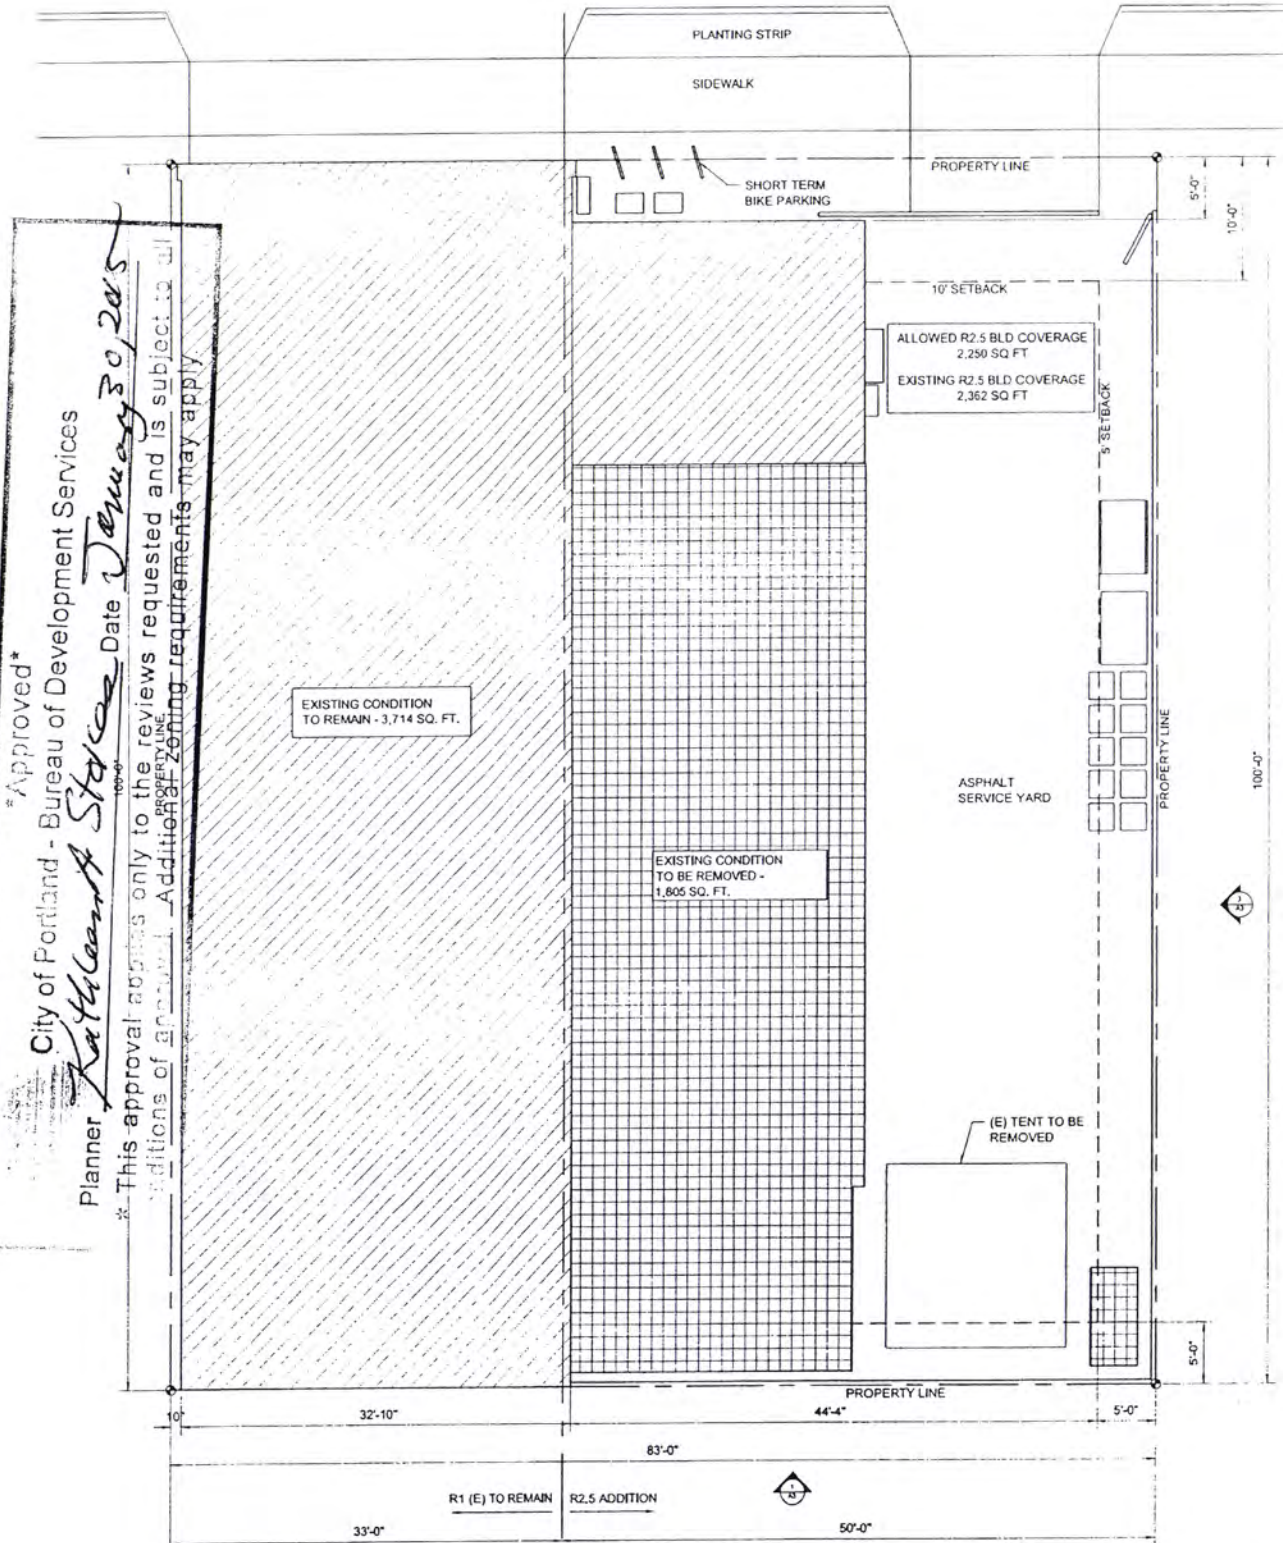 PLANTING STRIP
SIDEWALK
SHORT TERM
BIKE PARKING
PROPERTY LINE
5'-0"
10'-0"
10' SETBACK
ALLOWED R2.5 BLD COVERAGE
2,250 SQ FT
EXISTING R2.5 BLD COVERAGE
2,362 SQ FT
5' SETBACK
*Approved*
City of Portland - Bureau of Development Services
Planner Kathleen A Stokes Date January 30, 2015
* This approval applies only to the reviews requested and is subject to all
conditions of approval. Additional zoning requirements may apply.
100'-0"
PROPERTY LINE
EXISTING CONDITION
TO REMAIN - 3,714 SQ. FT.
EXISTING CONDITION
TO BE REMOVED -
1,805 SQ. FT.
ASPHALT
SERVICE YARD
PROPERTY LINE
100'-0"
(E) TENT TO BE
REMOVED
5'-0"
PROPERTY LINE
10"
32'-10"
44'-4"
5'-0"
83'-0"
R1 (E) TO REMAIN
R2.5 ADDITION
33'-0"
50'-0"